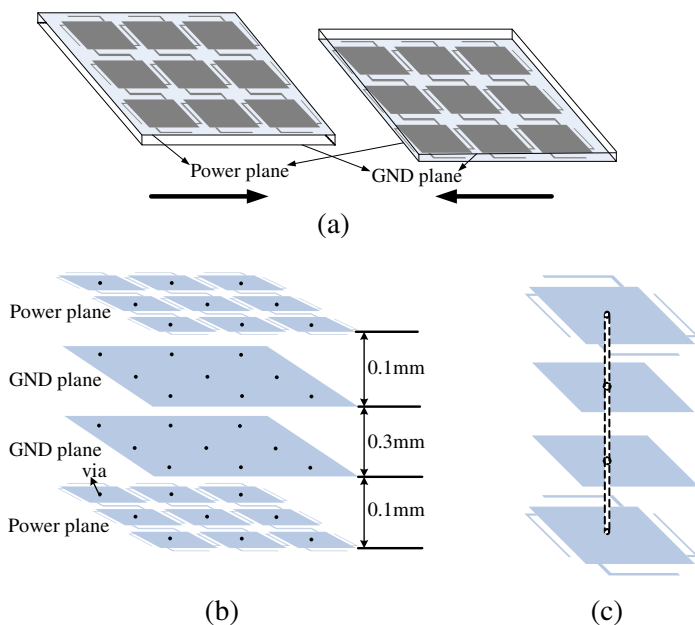 Power plane
GND plane
(a)
Power plane
0.1mm
GND plane
0.3mm
GND plane
via
0.1mm
Power plane
(b)
(c)